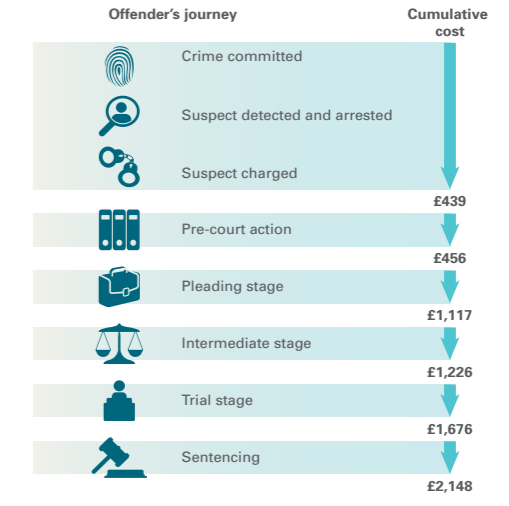 Offender's journey
Cumulative
cost
Crime committed
Suspect detected and arrested
Suspect charged
£439
Pre-court action
£456
Pleading stage
£1,117
Intermediate stage
£1,226
Trial stage
£1,676
Sentencing
£2,148